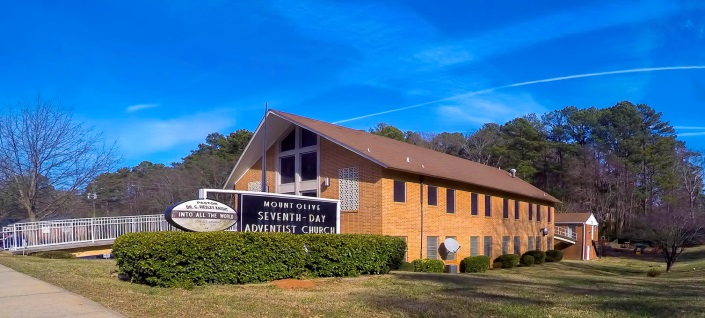 PASTOR
INTO ALL THE WORLD
MOUNT OLIVE
SEVENTH-DAY
ADVENTIST CHURCH